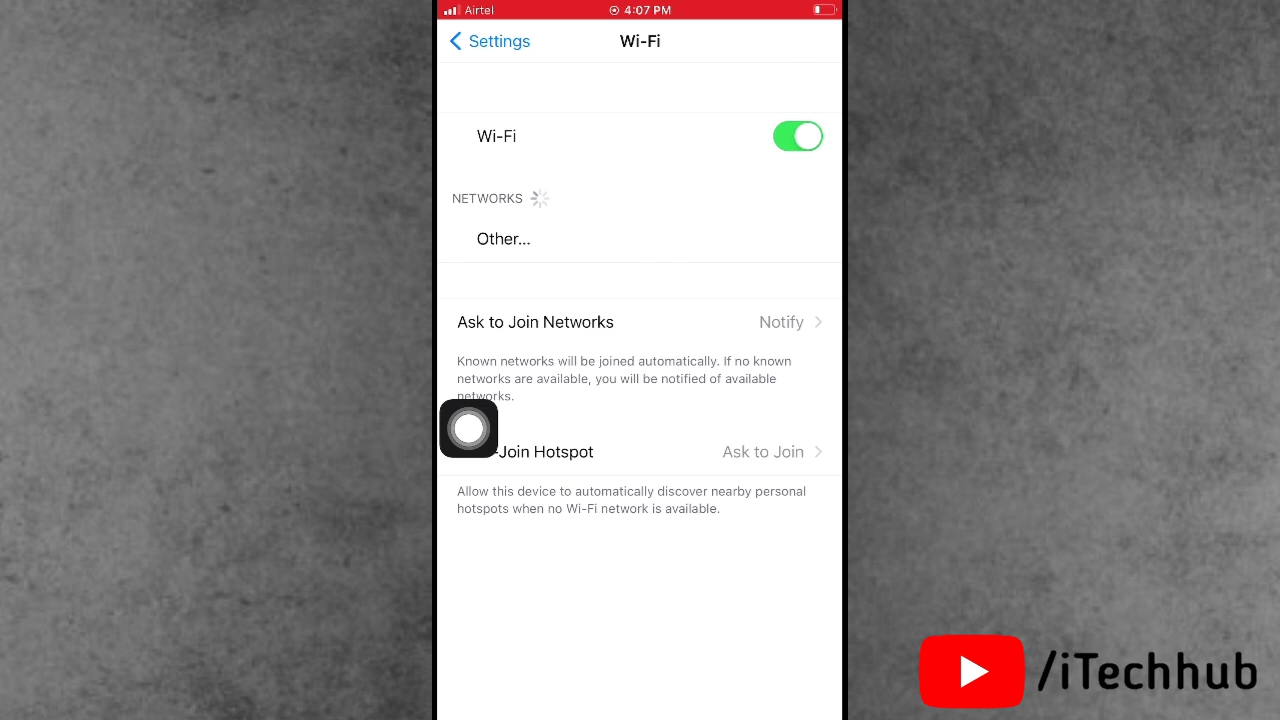 Airtel
4:07 PM
Settings
Wi-Fi
Wi-Fi
NETWORKS
Other...
Ask to Join Networks
Notify
Known networks will be joined automatically. If no known
networks are available, you will be notified of available
networks.
-Join Hotspot
Ask to Join
Allow this device to automatically discover nearby personal
hotspots when no Wi-Fi network is available.
/iTechhub